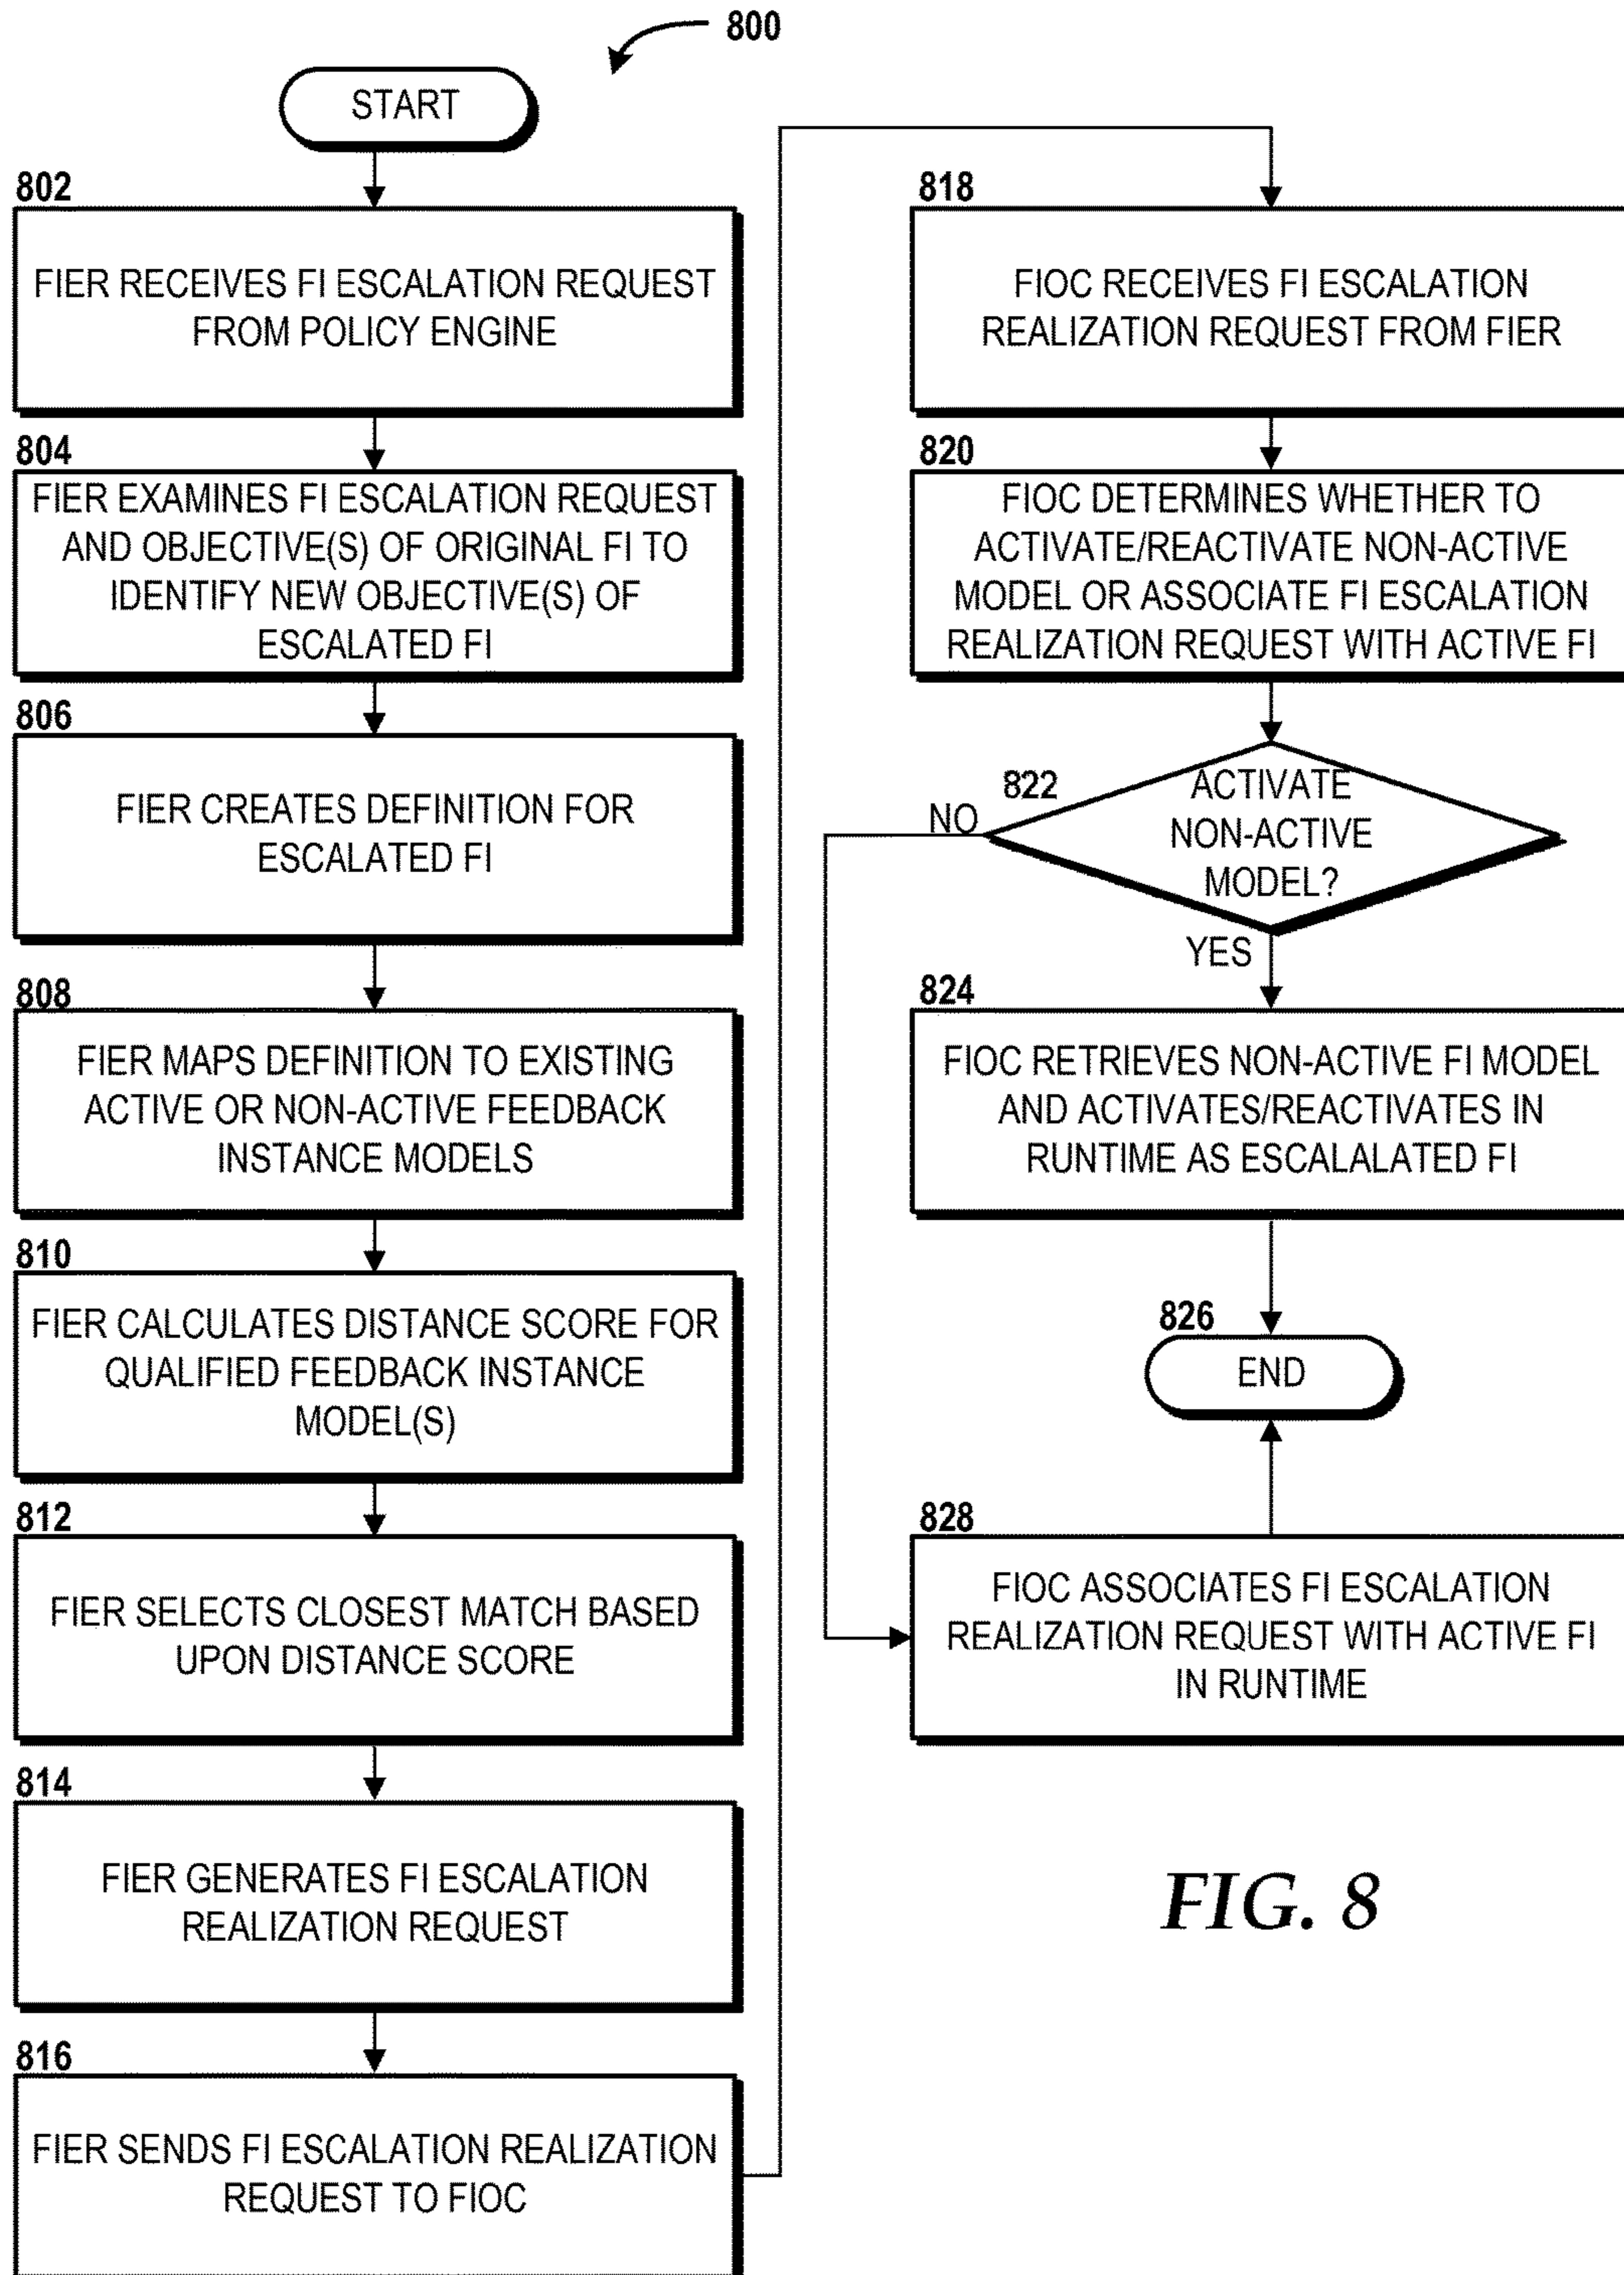 800
START
802
FIER RECEIVES FI ESCALATION REQUEST
FROM POLICY ENGINE
804
FIER EXAMINES FI ESCALATION REQUEST
AND OBJECTIVE(S) OF ORIGINAL FI TO
IDENTIFY NEW OBJECTIVE(S) OF
ESCALATED FI
806
FIER CREATES DEFINITION FOR
ESCALATED FI
808
FIER MAPS DEFINITION TO EXISTING
ACTIVE OR NON-ACTIVE FEEDBACK
INSTANCE MODELS
810
FIER CALCULATES DISTANCE SCORE FOR
QUALIFIED FEEDBACK INSTANCE
MODEL(S)
812
FIER SELECTS CLOSEST MATCH BASED
UPON DISTANCE SCORE
814
FIER GENERATES FI ESCALATION
REALIZATION REQUEST
816
FIER SENDS FI ESCALATION REALIZATION
REQUEST TO FIOC
818
FIOC RECEIVES FI ESCALATION
REALIZATION REQUEST FROM FIER
820
FIOC DETERMINES WHETHER TO
ACTIVATE/REACTIVATE NON-ACTIVE
MODEL OR ASSOCIATE FI ESCALATION
REALIZATION REQUEST WITH ACTIVE FI
822
ACTIVATE
NON-ACTIVE
MODEL?
NO
YES
824
FIOC RETRIEVES NON-ACTIVE FI MODEL
AND ACTIVATES/REACTIVATES IN
RUNTIME AS ESCALALATED FI
826
END
828
FIOC ASSOCIATES FI ESCALATION
REALIZATION REQUEST WITH ACTIVE FI
IN RUNTIME
FIG. 8